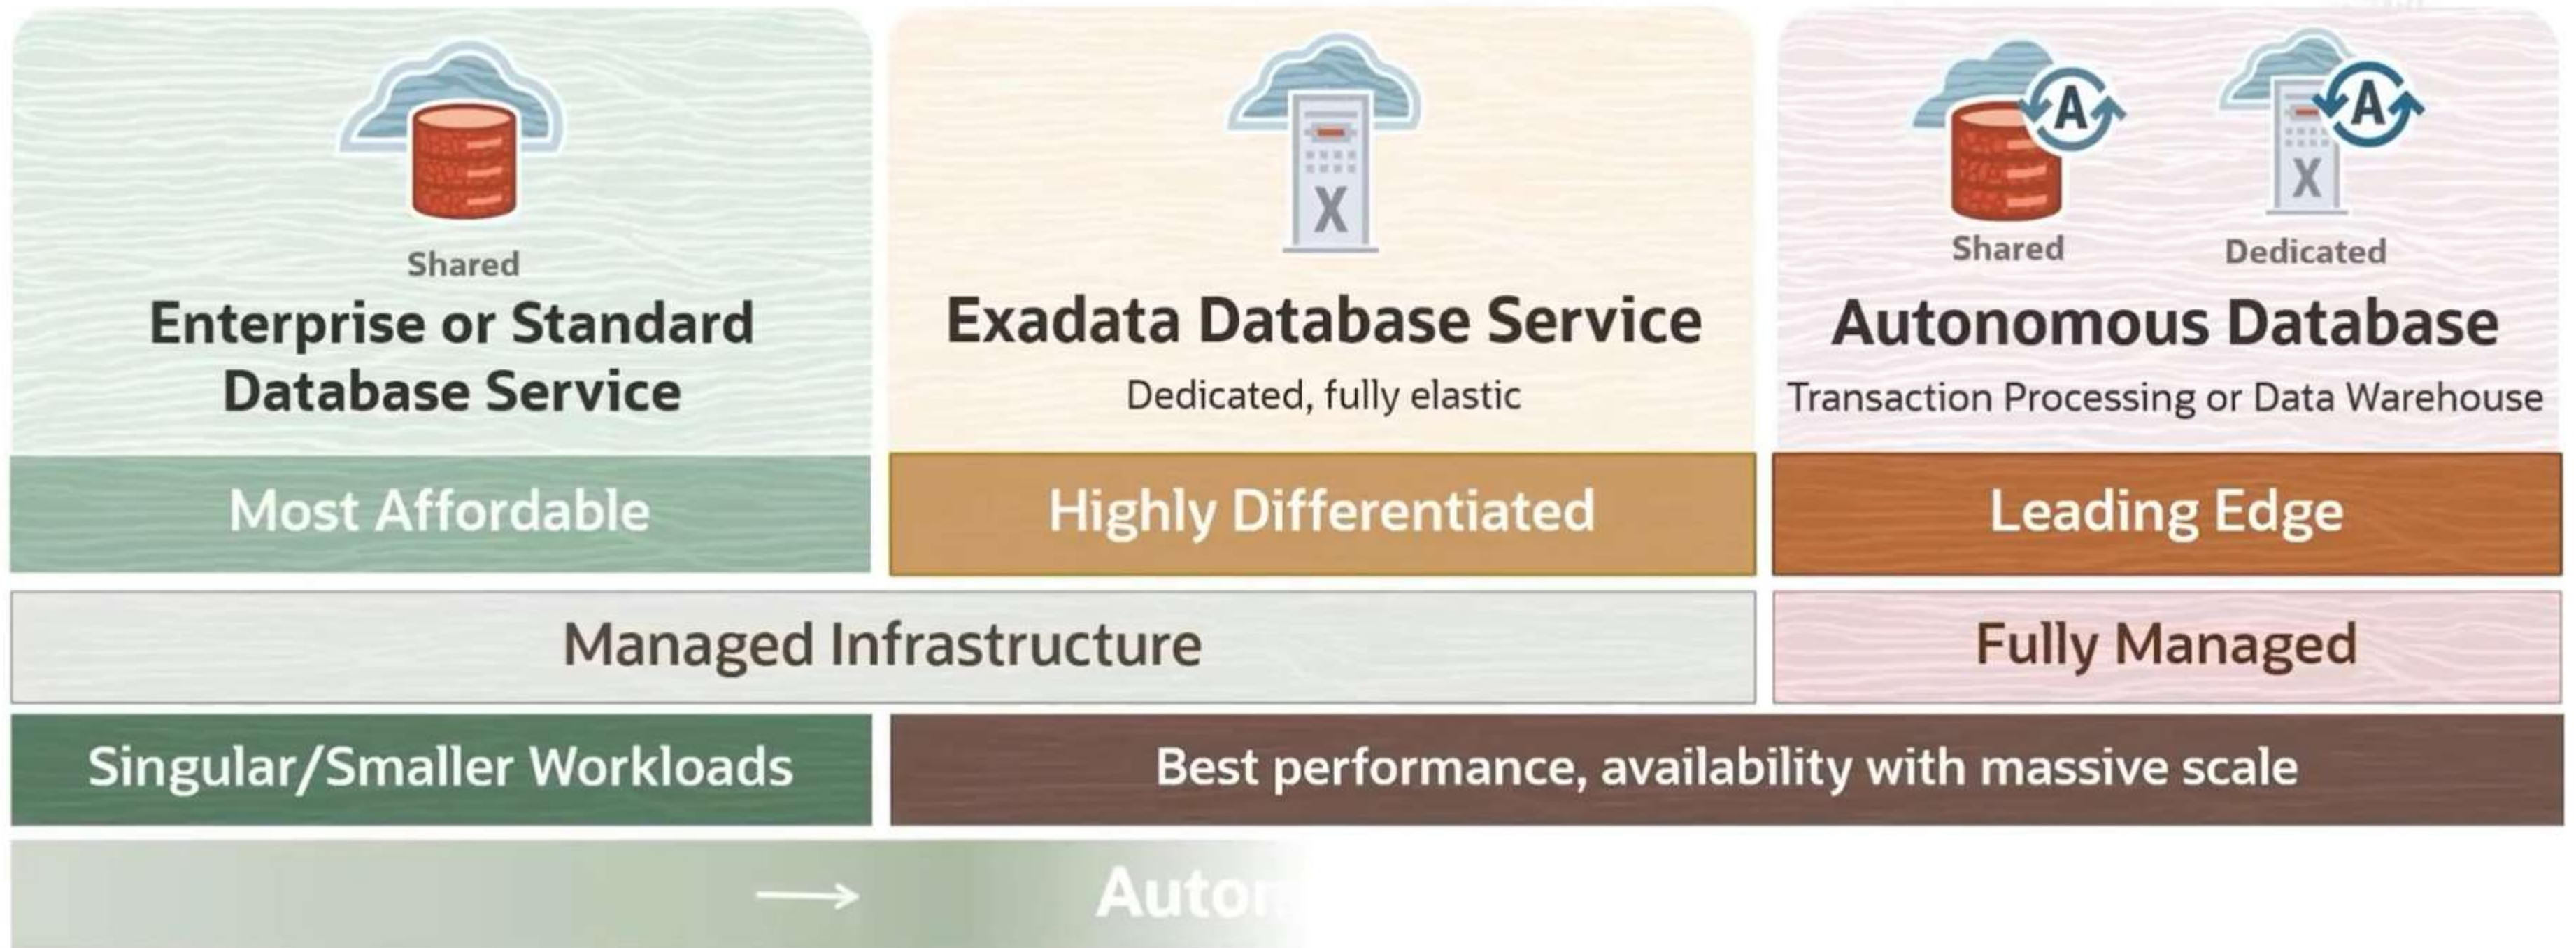 Shared
Enterprise or Standard
Database Service
Most Affordable
X
Exadata Database Service
Dedicated, fully elastic
Highly Differentiated
A
Shared
A
X
Dedicated
Autonomous Database
Transaction Processing or Data Warehouse
Leading Edge
Managed Infrastructure
Fully Managed
Singular/Smaller Workloads
Best performance, availability with massive scale